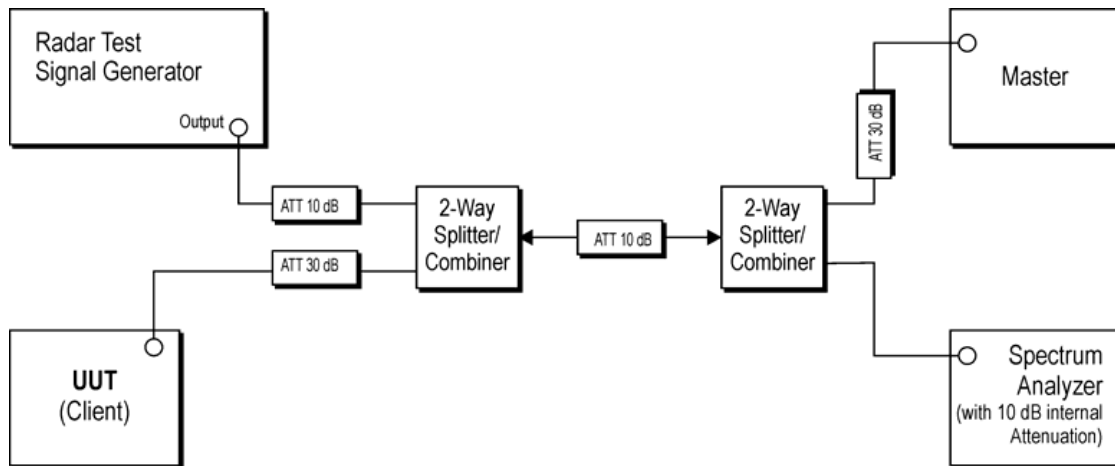 Radar Test
Signal Generator
Output
ATT 10 dB
ATT 30 dB
UUT
(Client)
2-Way
Splitter/
Combiner
ATT 10 dB
2-Way
Splitter/
Combiner
ATT 30 dB
Master
Spectrum
Analyzer
(with 10 dB internal
Attenuation)